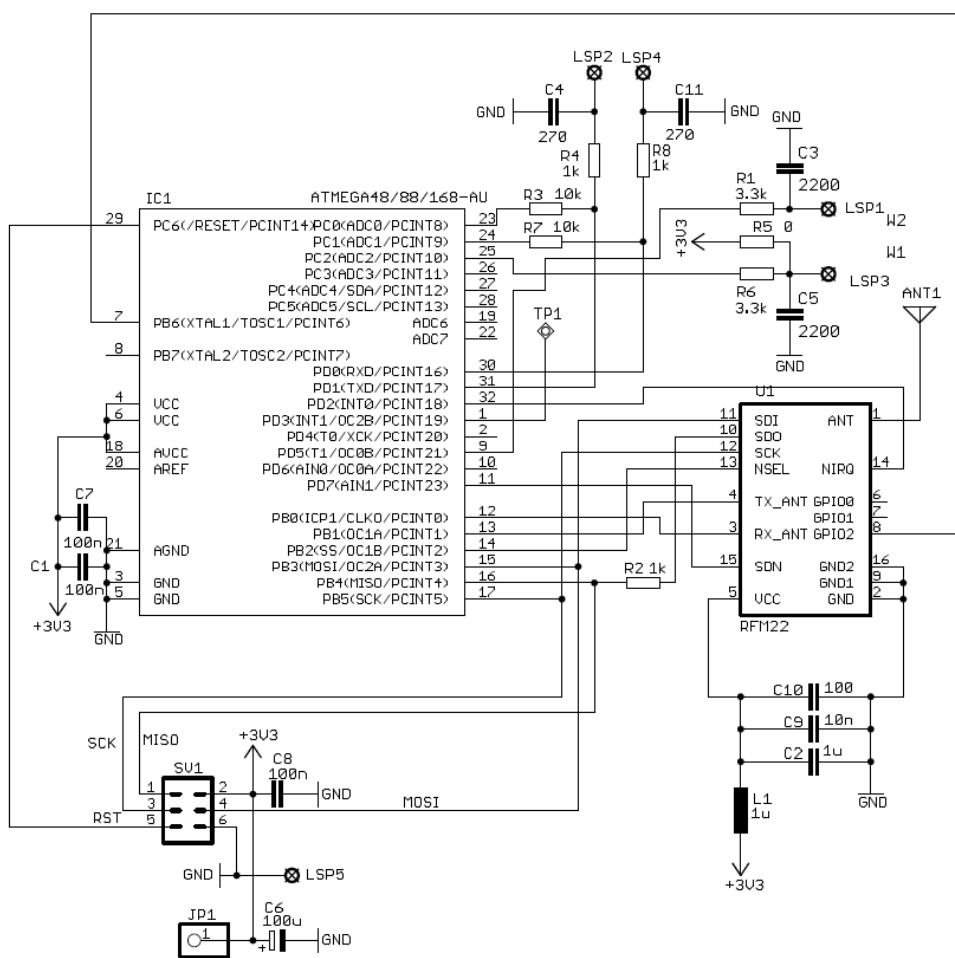 LSP2 LSP4
GND C4 C11 GND
270 270
GND
R4 1k R8 1k
C3
2200
IC1 ATMEGA48/88/168-AU
R3 10k
R1
3.3k
LSP1
W2
29 PC6(/RESET/PCINT14) PC0(ADC0/PCINT8) 23
R7 10k
R5 0
+3V3
PC1(ADC1/PCINT9) 24
W1
PC2(ADC2/PCINT10) 25
PC3(ADC3/PCINT11) 26
R6
3.3k
LSP3
PC4(ADC4/SDA/PCINT12) 27
C5
2200
ANT1
PC5(ADC5/SCL/PCINT13) 28
TP1
7 PB6(XTAL1/TOSC1/PCINT6) ADC6 19
ADC7 22
8 PB7(XTAL2/TOSC2/PCINT7)
GND
PD0(RXD/PCINT16) 30
PD1(TXD/PCINT17) 31
U1
4 VCC PD2(INT0/PCINT18) 32
6 VCC PD3(INT1/OC2B/PCINT19) 1
11 SDI ANT 1
PD4(T0/XCK/PCINT20) 2
10 SDO
18 AVCC PD5(T1/OC0B/PCINT21) 9
12 SCK
20 AREF PD6(AIN0/OC0A/PCINT22) 10
13 NSEL NIRQ 14
PD7(AIN1/PCINT23) 11
C7
100n
4 TX_ANT GPIO0 6
PB0(ICP1/CLKO/PCINT0) 12
GPIO1 7
PB1(OC1A/PCINT1) 13
3 RX_ANT GPIO2 8
21 AGND PB2(SS/OC1B/PCINT2) 14
C1
100n
PB3(MOSI/OC2A/PCINT3) 15
15 SDN GND2 16
3 GND PB4(MISO/PCINT4) 16
R2 1k
GND1 9
5 GND PB5(SCK/PCINT5) 17
5 VCC GND 2
+3V3
GND
RFM22
C10 100
C9 10n
SCK MISO +3V3
C2 1u
SV1
C8
100n
GND
1 2
3 4
MOSI
L1
1u
GND
RST 5 6
GND LSP5
+3V3
JP1
1
C6
100u
+
GND